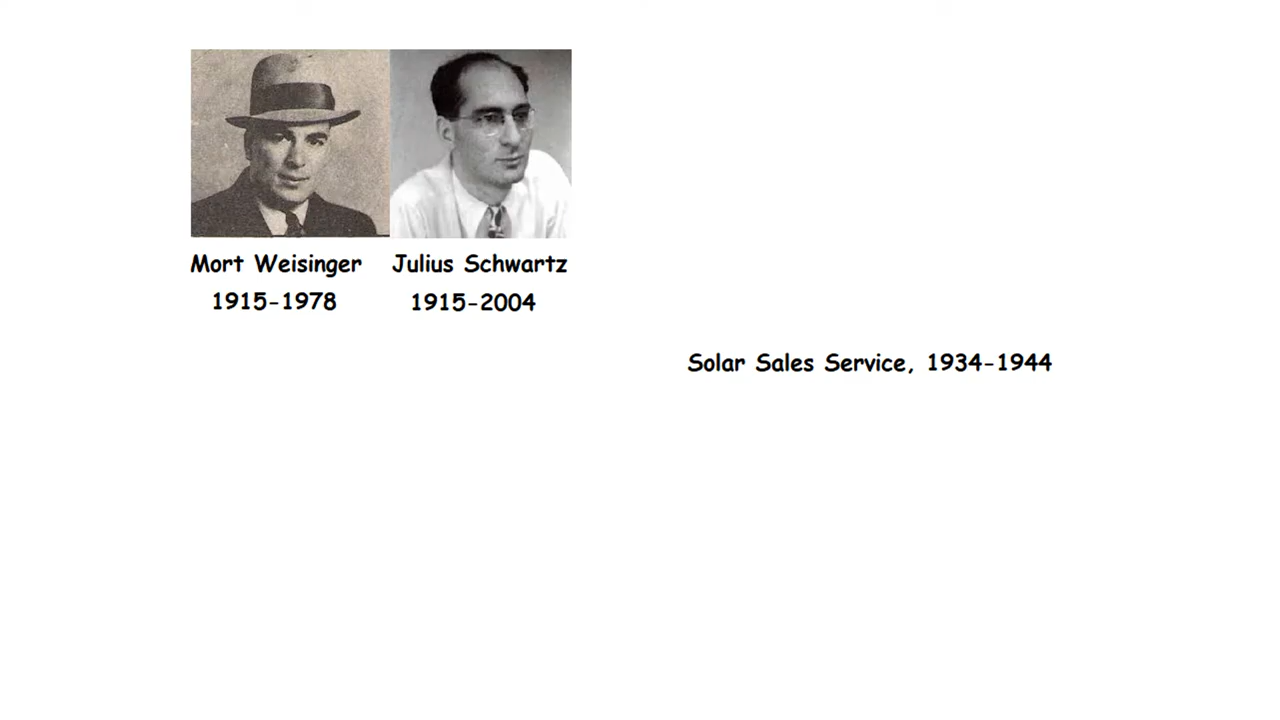 Mort Weisinger
1915-1978
Julius Schwartz
1915-2004
Solar Sales Service, 1934-1944